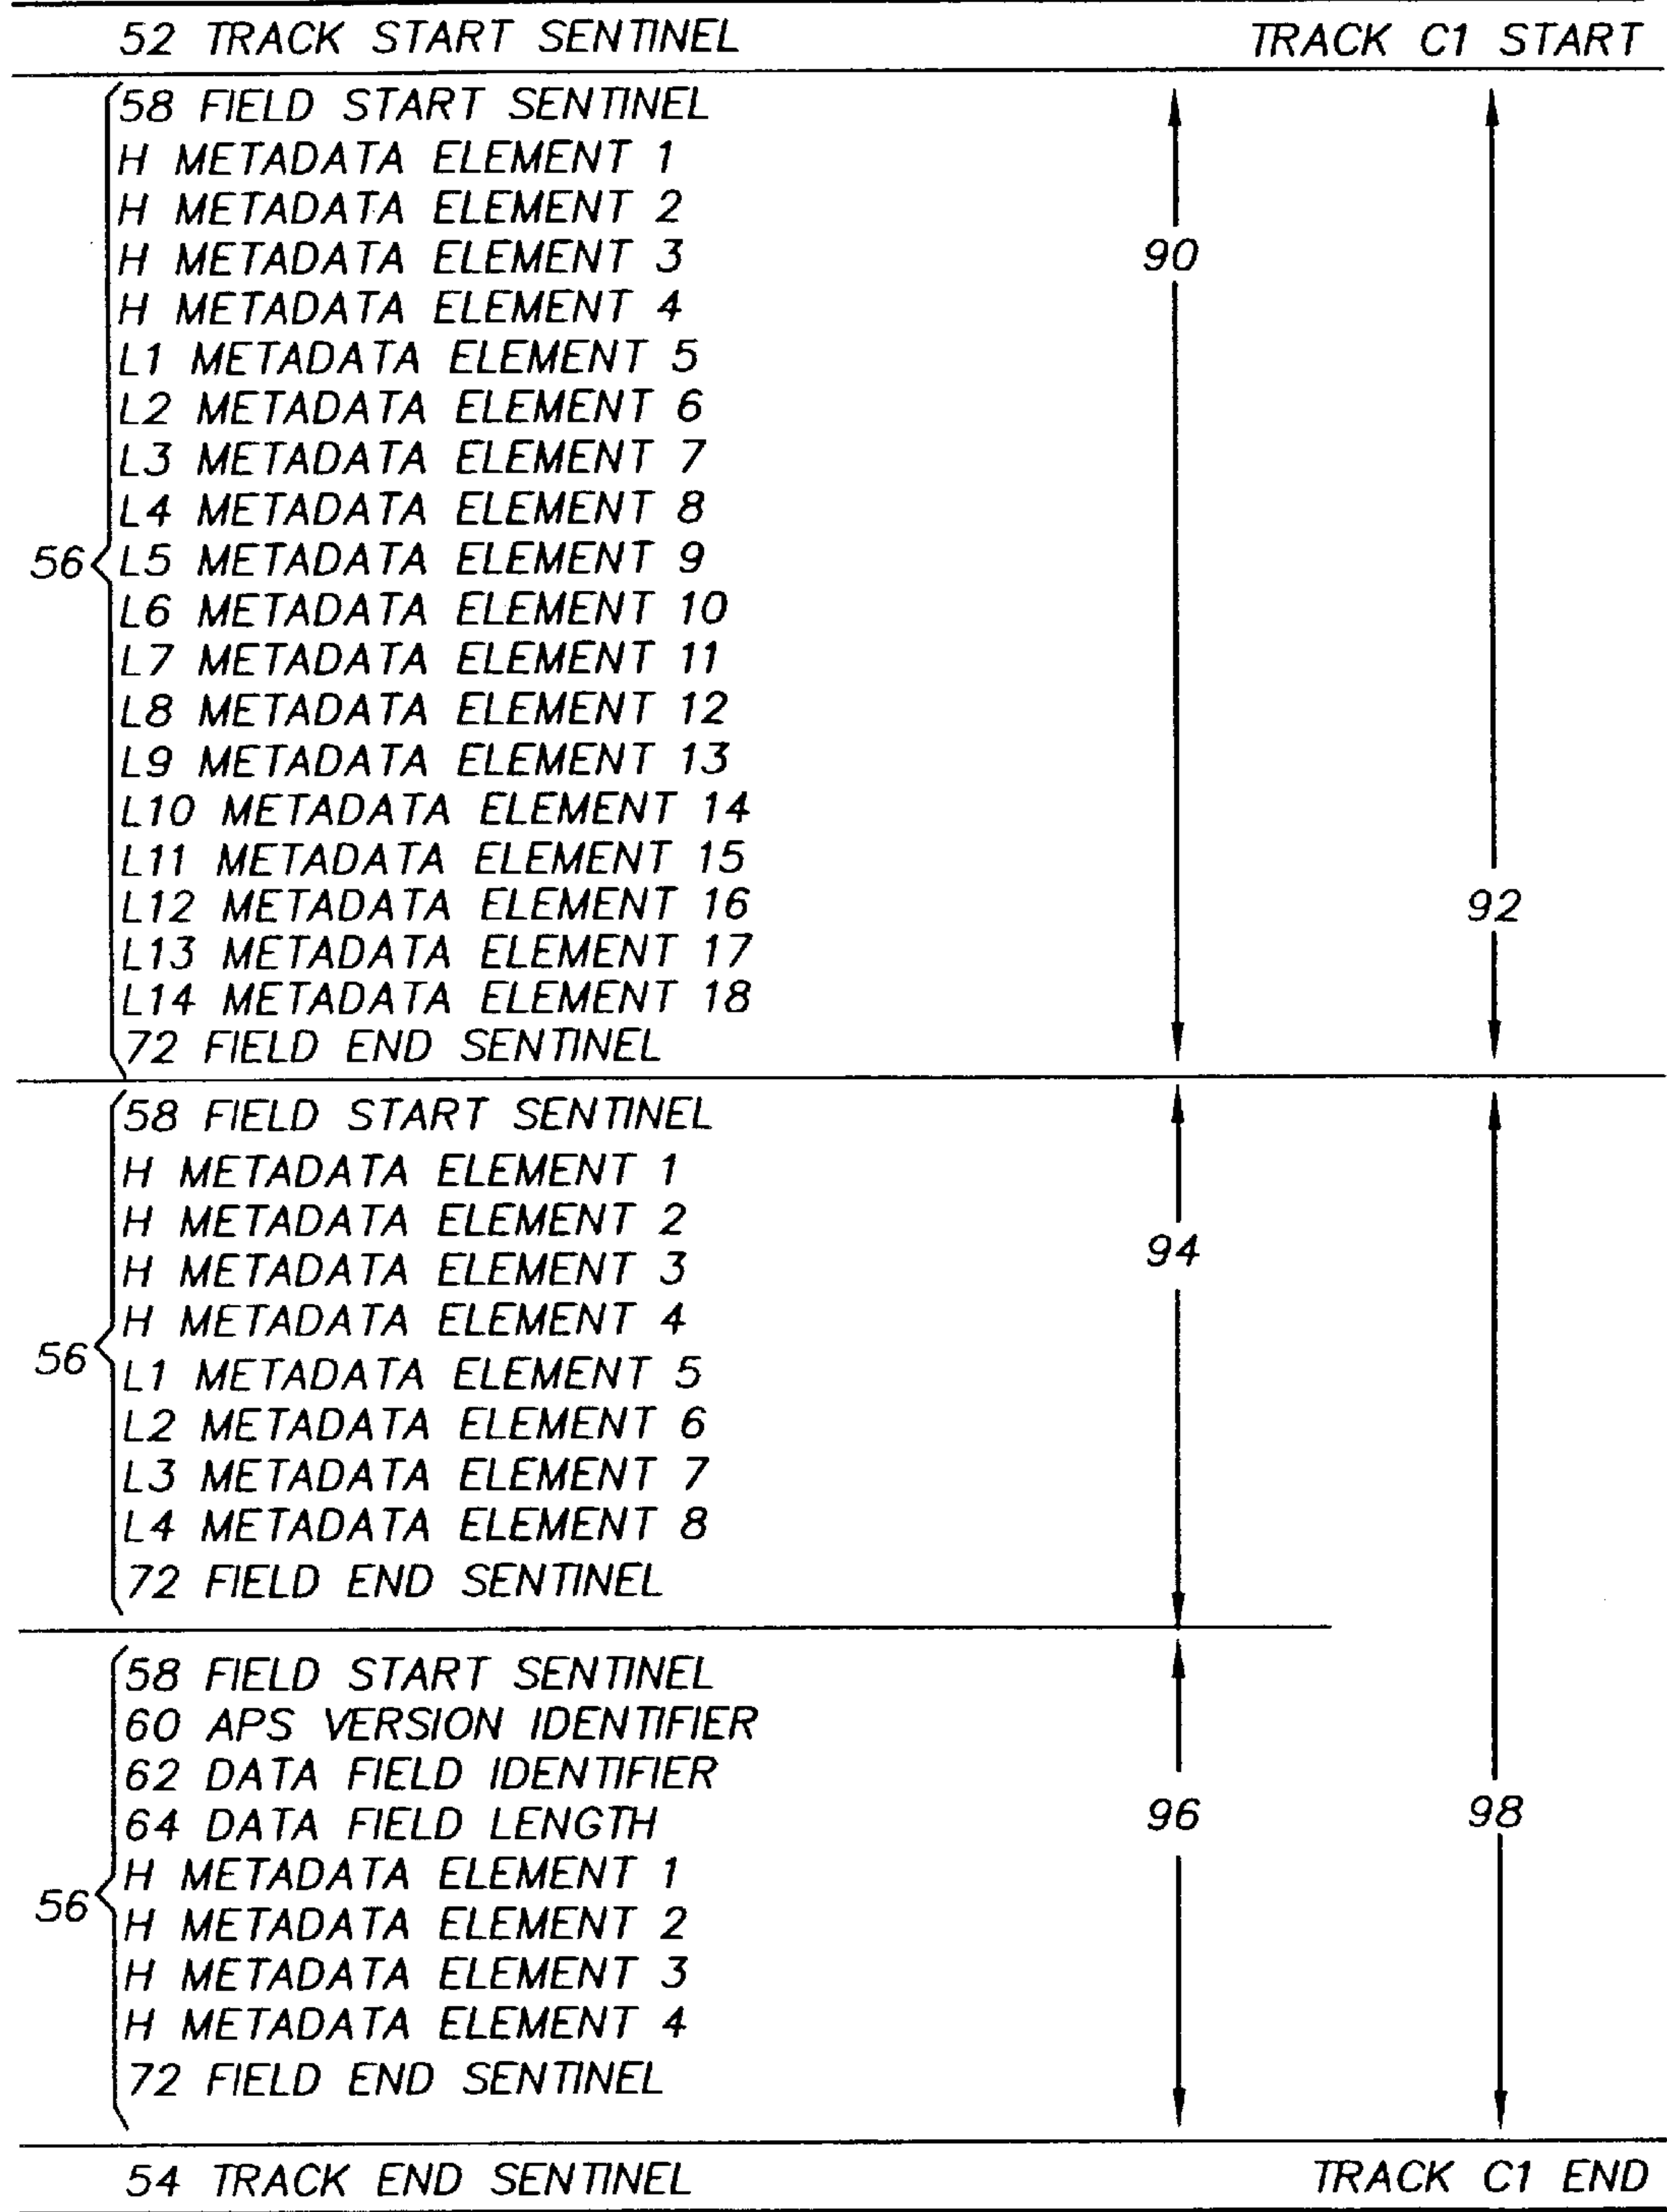 52 TRACK START SENTINEL TRACK C1 START
58 FIELD START SENTINEL
H METADATA ELEMENT 1
H METADATA ELEMENT 2
H METADATA ELEMENT 3
90
H METADATA ELEMENT 4
L1 METADATA ELEMENT 5
L2 METADATA ELEMENT 6
L3 METADATA ELEMENT 7
L4 METADATA ELEMENT 8
56
L5 METADATA ELEMENT 9
L6 METADATA ELEMENT 10
L7 METADATA ELEMENT 11
L8 METADATA ELEMENT 12
L9 METADATA ELEMENT 13
L10 METADATA ELEMENT 14
L11 METADATA ELEMENT 15
L12 METADATA ELEMENT 16
92
L13 METADATA ELEMENT 17
L14 METADATA ELEMENT 18
72 FIELD END SENTINEL
58 FIELD START SENTINEL
H METADATA ELEMENT 1
H METADATA ELEMENT 2
94
H METADATA ELEMENT 3
H METADATA ELEMENT 4
56
L1 METADATA ELEMENT 5
L2 METADATA ELEMENT 6
L3 METADATA ELEMENT 7
L4 METADATA ELEMENT 8
72 FIELD END SENTINEL
58 FIELD START SENTINEL
60 APS VERSION IDENTIFIER
62 DATA FIELD IDENTIFIER
64 DATA FIELD LENGTH
96
98
H METADATA ELEMENT 1
56
H METADATA ELEMENT 2
H METADATA ELEMENT 3
H METADATA ELEMENT 4
72 FIELD END SENTINEL
54 TRACK END SENTINEL TRACK C1 END